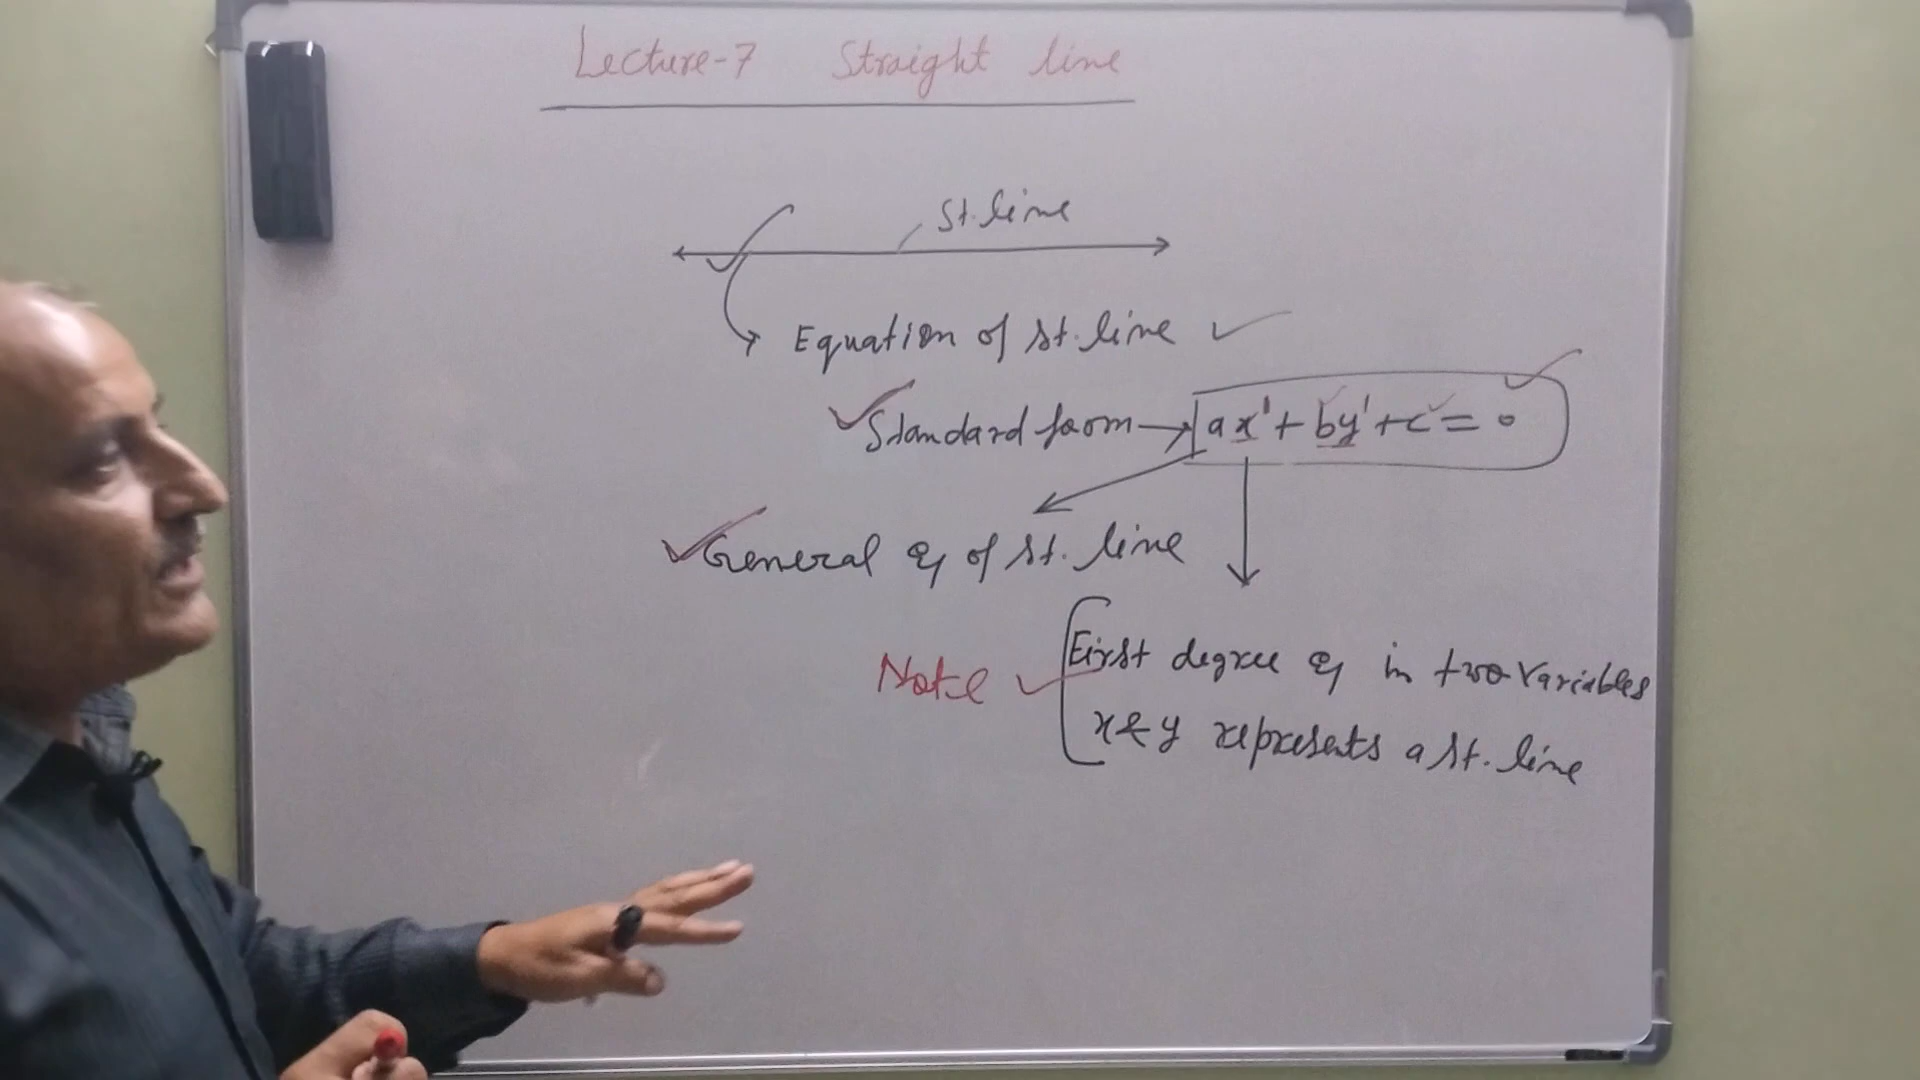 Lecture-7 Straight line
St. line
Equation of st. line
Standard form → ax¹ + by¹ + c = 0
General eq of st. line
Note
First degree eq in two variables
x & y represents a st. line